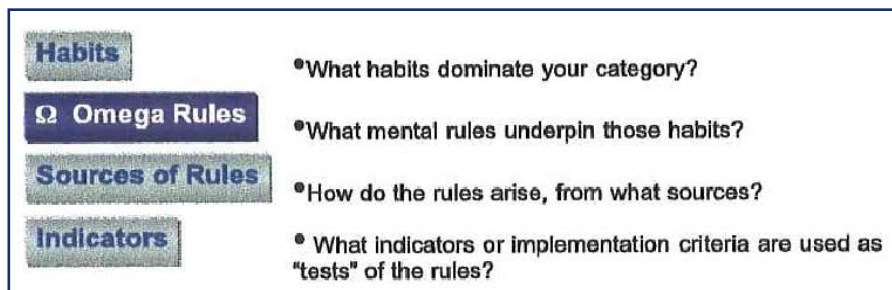 Habits
•What habits dominate your category?
Ω Omega Rules
•What mental rules underpin those habits?
Sources of Rules
•How do the rules arise, from what sources?
Indicators
• What indicators or implementation criteria are used as
"tests" of the rules?